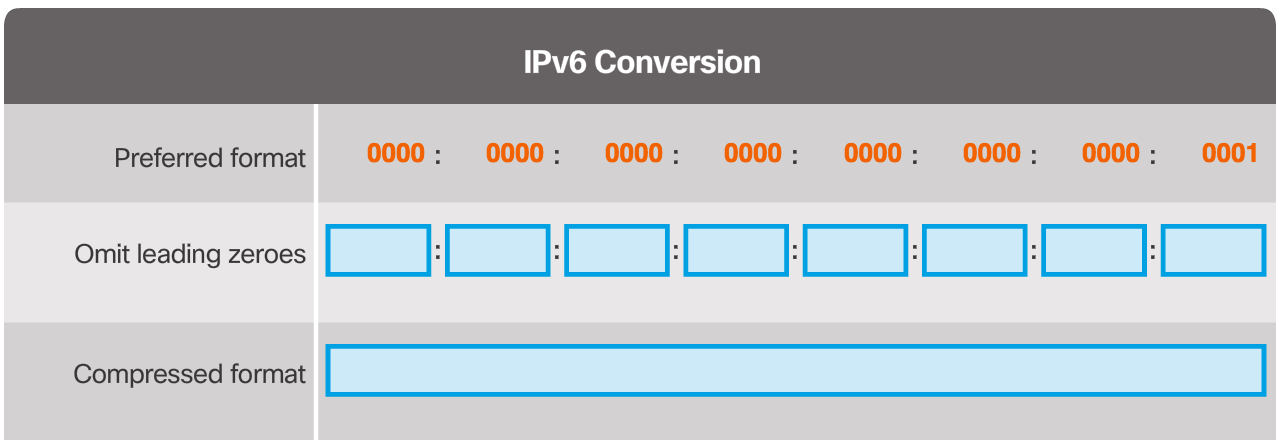 IPv6 Conversion
Preferred format 0000 : 0000 : 0000 : 0000 : 0000 : 0000 : 0000 : 0001
Omit leading zeroes : : : : : : :
Compressed format